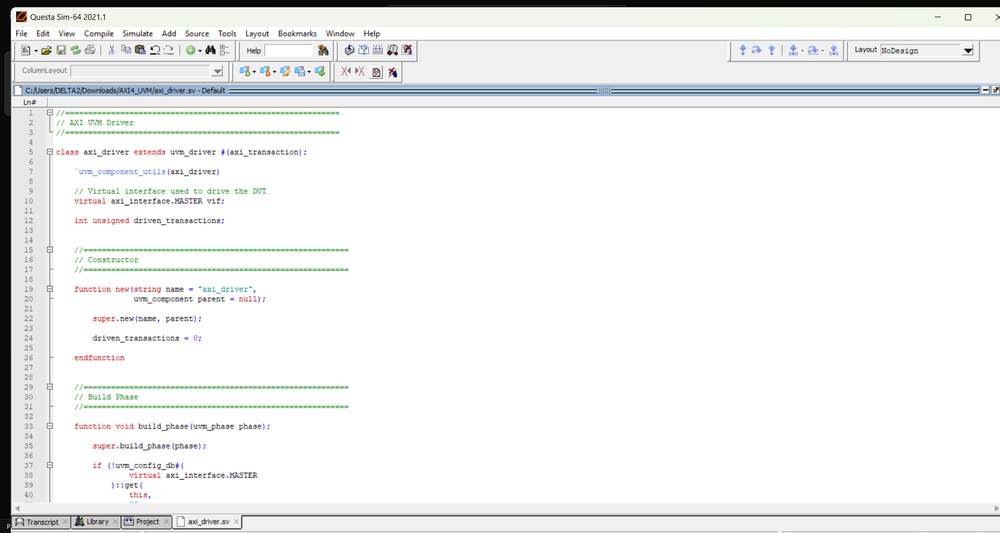 Questa Sim-64 2021.1
File Edit View Compile Simulate Add Source Tools Layout Bookmarks Window Help
Help
Layout NoDesign
ColumnLayout
C:/Users/DELTA2/Downloads/AXI4_UVM/axi_driver.sv - Default
Ln#
1 //============================================================
2 // AXI UVM Driver
3 //============================================================
4
5 class axi_driver extends uvm_driver #(axi_transaction);
6
7 `uvm_component_utils(axi_driver)
8
9 // Virtual interface used to drive the DUT
10 virtual axi_interface.MASTER vif;
11
12 int unsigned driven_transactions;
13
14
15 //==========================================================
16 // Constructor
17 //==========================================================
18
19 function new(string name = "axi_driver",
20 uvm_component parent = null);
21
22 super.new(name, parent);
23
24 driven_transactions = 0;
25
26 endfunction
27
28
29 //==========================================================
30 // Build Phase
31 //==========================================================
32
33 function void build_phase(uvm_phase phase);
34
35 super.build_phase(phase);
36
37 if (!uvm_config_db#(
38 virtual axi_interface.MASTER
39 )::get(
40 this,
Transcript Library Project axi_driver.sv